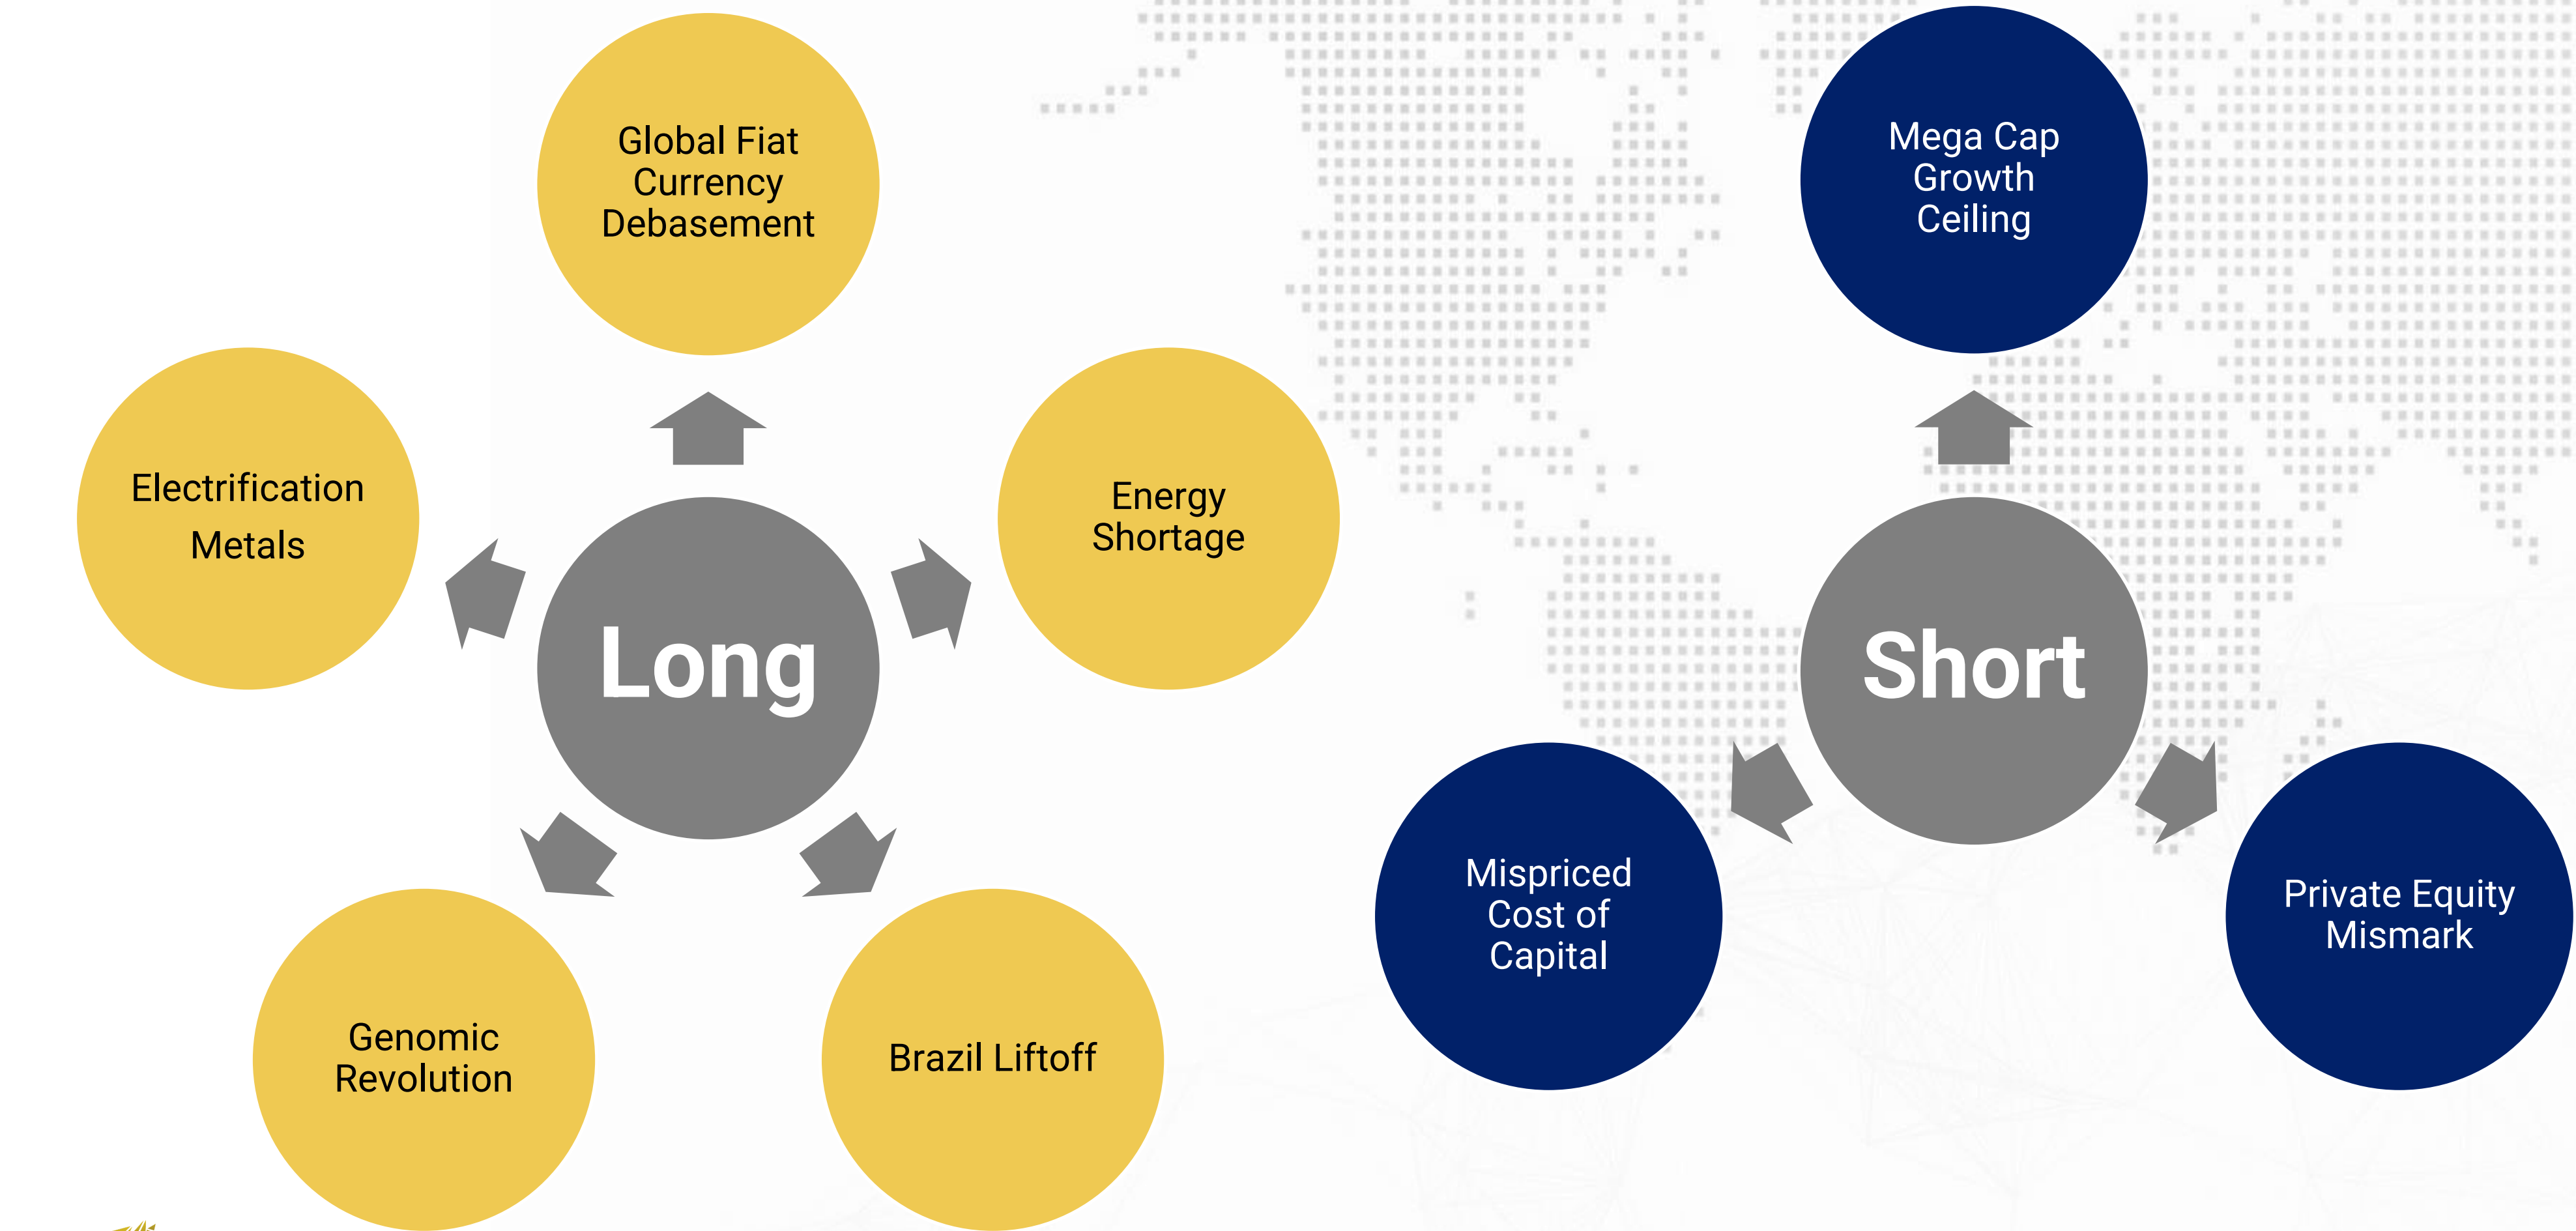 Global Fiat
Currency
Debasement
Electrification
Metals
Energy
Shortage
Long
Genomic
Revolution
Brazil Liftoff
Mega Cap
Growth
Ceiling
Short
Mispriced
Cost of
Capital
Private Equity
Mismark